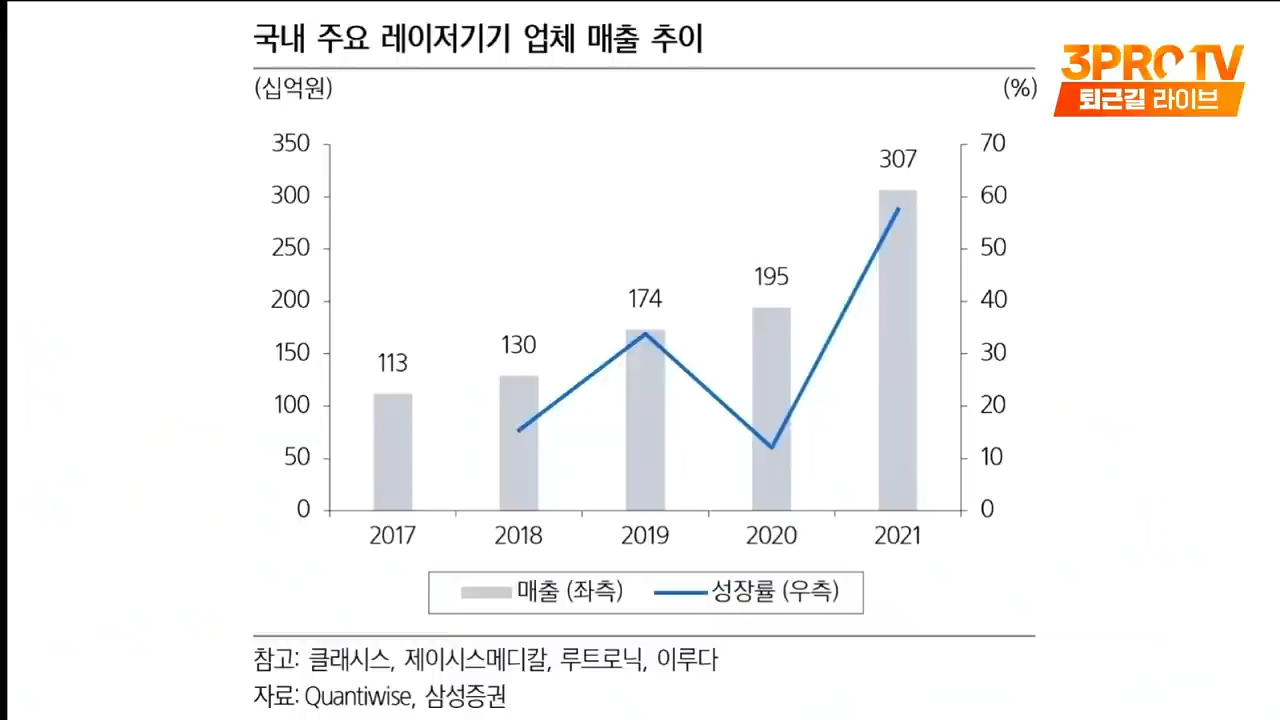 국내 주요 레이저기기 업체 매출 추이
3PRO TV
퇴근길 라이브
(십억원)
(%)
350
300
250
200
150
100
50
0
113
130
174
195
307
70
60
50
40
30
20
10
0
2017 2018 2019 2020 2021
매출 (좌측) 성장률 (우측)
참고: 클래시스, 제이시스메디칼, 루트로닉, 이루다
자료: Quantiwise, 삼성증권